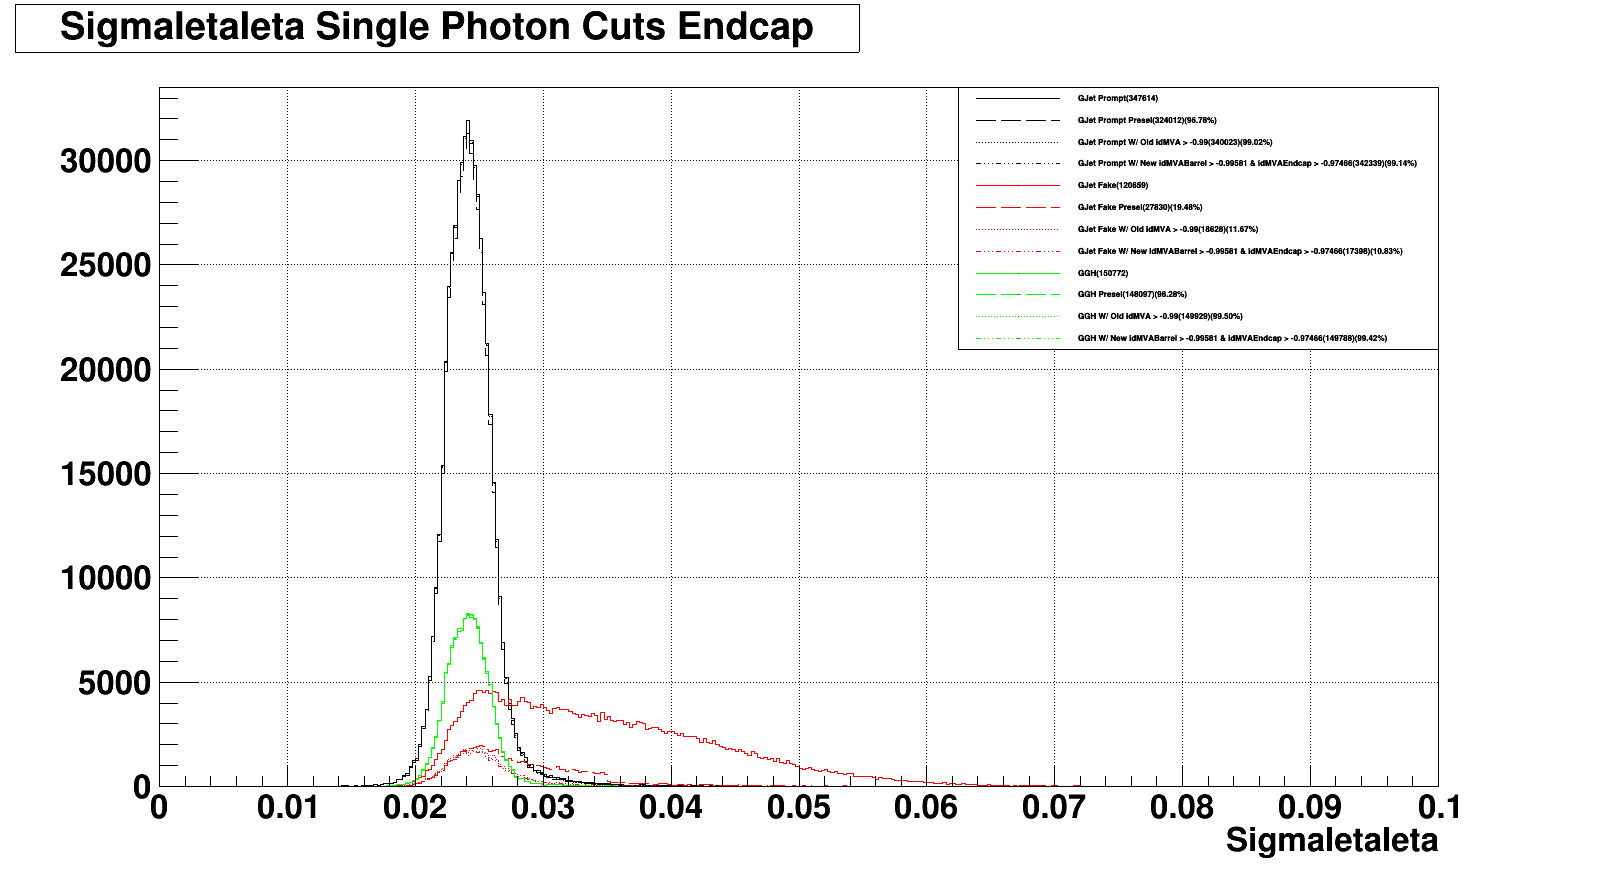 SigmaIetaIeta Single Photon Cuts Endcap
GJet Prompt(347614)
GJet Prompt Presel(324012)(96.78%)
GJet Prompt W/ Old idMVA > -0.99(340023)(99.02%)
GJet Prompt W/ New idMVABarrel > -0.99581 & idMVAEndcap > -0.97466(342339)(99.14%)
GJet Fake(120659)
GJet Fake Presel(27830)(19.48%)
GJet Fake W/ Old idMVA > -0.99(18628)(11.67%)
GJet Fake W/ New idMVABarrel > -0.99581 & idMVAEndcap > -0.97466(17398)(10.83%)
GGH(150772)
GGH Presel(148097)(98.28%)
GGH W/ Old idMVA > -0.99(149929)(99.50%)
GGH W/ New idMVABarrel > -0.99581 & idMVAEndcap > -0.97466(149788)(99.42%)
30000
25000
20000
15000
10000
5000
0
0 0.01 0.02 0.03 0.04 0.05 0.06 0.07 0.08 0.09 0.1
SigmaIetaIeta